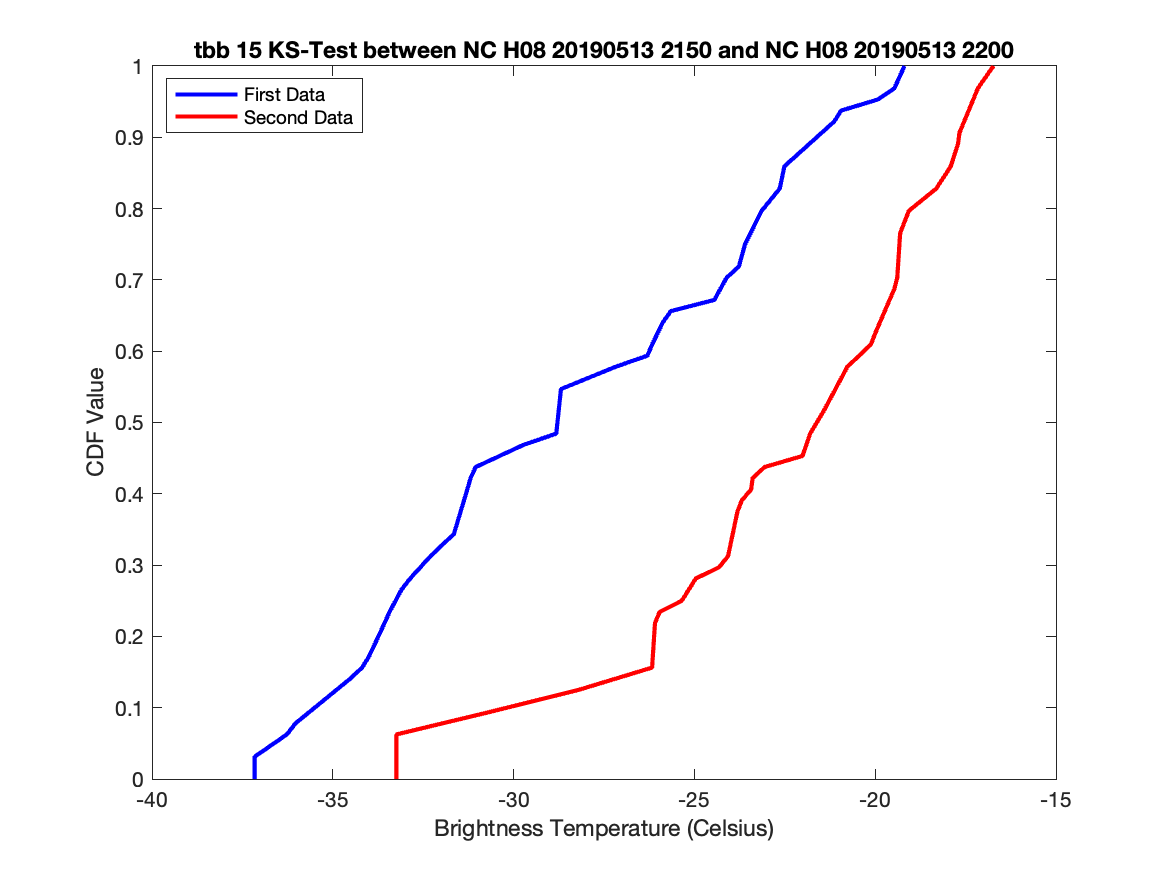 tbb 15 KS-Test between NC H08 20190513 2150 and NC H08 20190513 2200
First Data
Second Data
1
0.9
0.8
0.7
0.6
0.5
0.4
0.3
0.2
0.1
0
CDF Value
-40 -35 -30 -25 -20 -15
Brightness Temperature (Celsius)